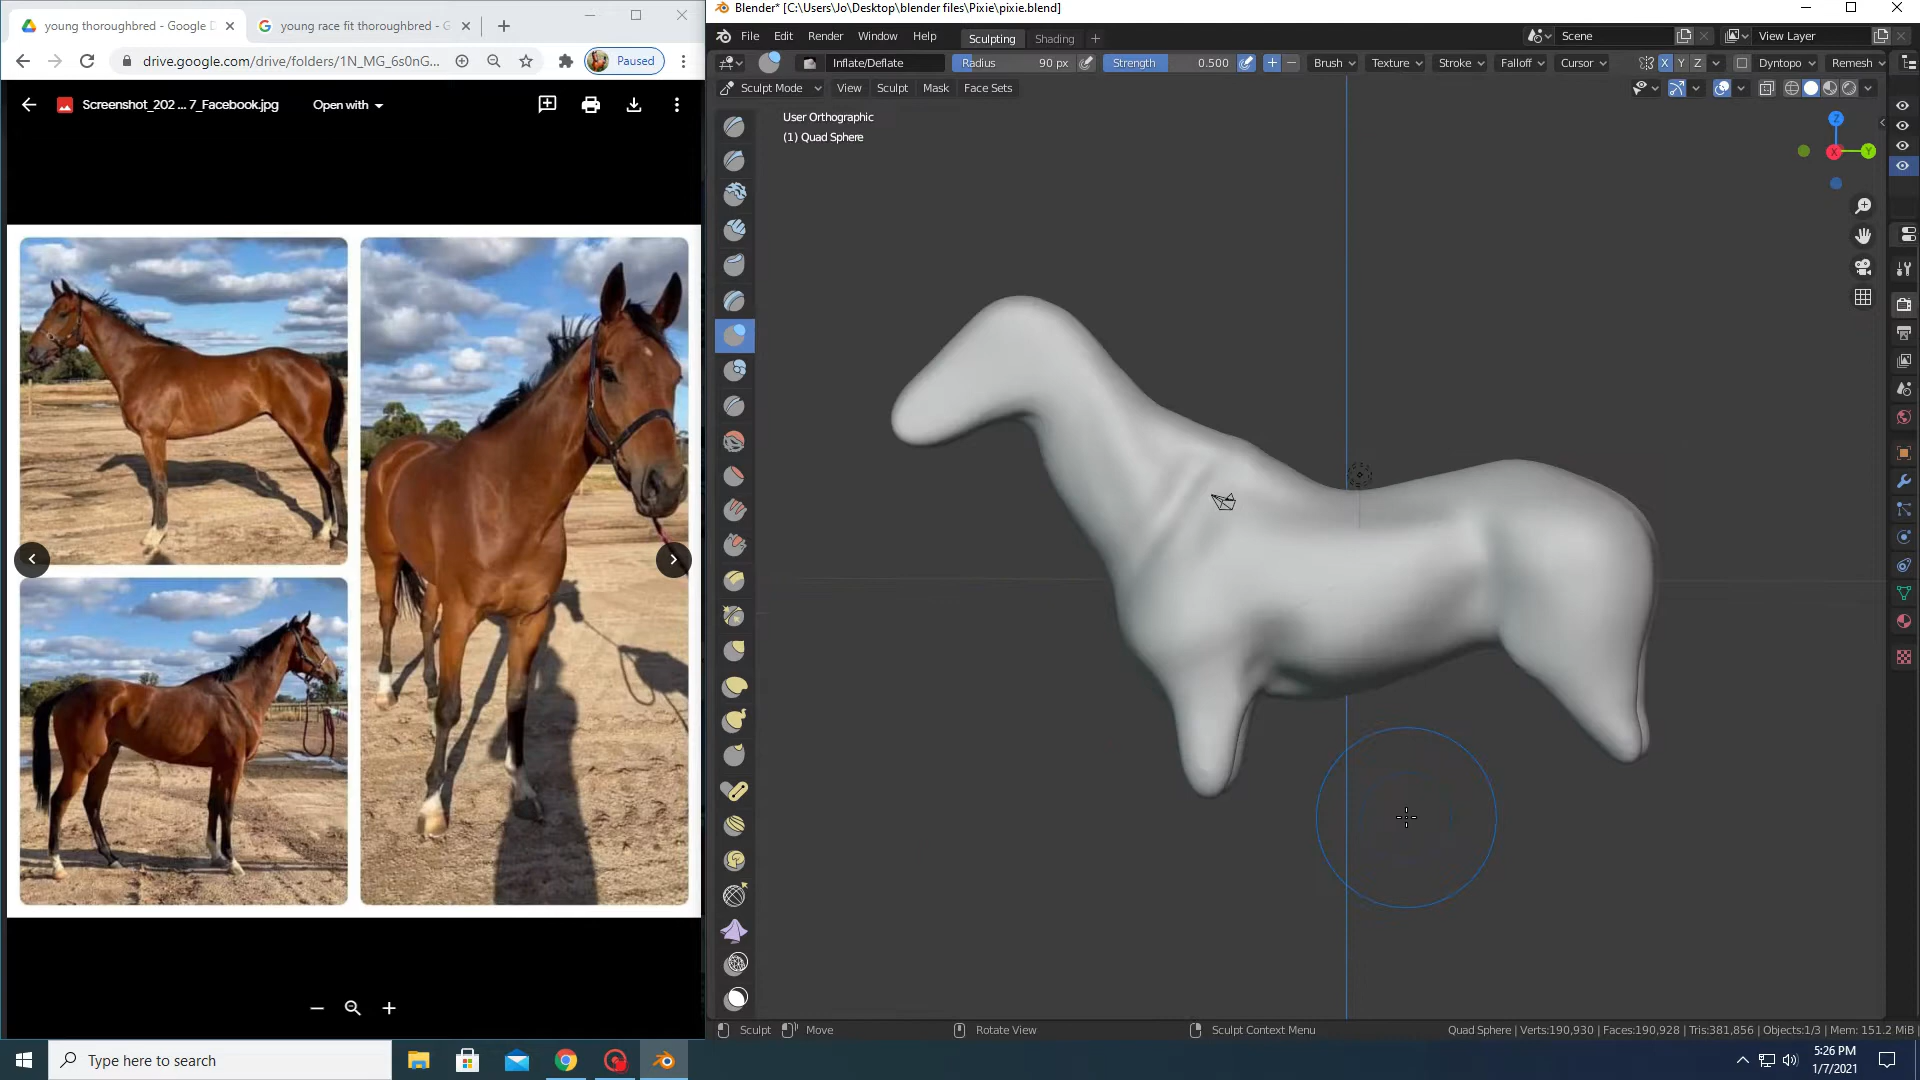 young thoroughbred - Google D
young race fit thoroughbred - G
drive.google.com/drive/folders/1N_MG_6s0nG...
Paused
Screenshot_202 ... 7_Facebook.jpg
Open with
Blender* [C:\Users\Jo\Desktop\blender files\Pixie\pixie.blend]
File Edit Render Window Help
Sculpting
Shading
Scene
View Layer
Inflate/Deflate
Radius 90 px
Strength 0.500
Brush
Texture
Stroke
Falloff
Cursor
X Y Z
Dyntopo
Remesh
Sculpt Mode
View Sculpt Mask Face Sets
User Orthographic
(1) Quad Sphere
Z
X
Y
Sculpt
Move
Rotate View
Sculpt Context Menu
Quad Sphere | Verts:190,930 | Faces:190,928 | Tris:381,856 | Objects:1/3 | Mem: 151.2 MiB |
Type here to search
5:26 PM
1/7/2021